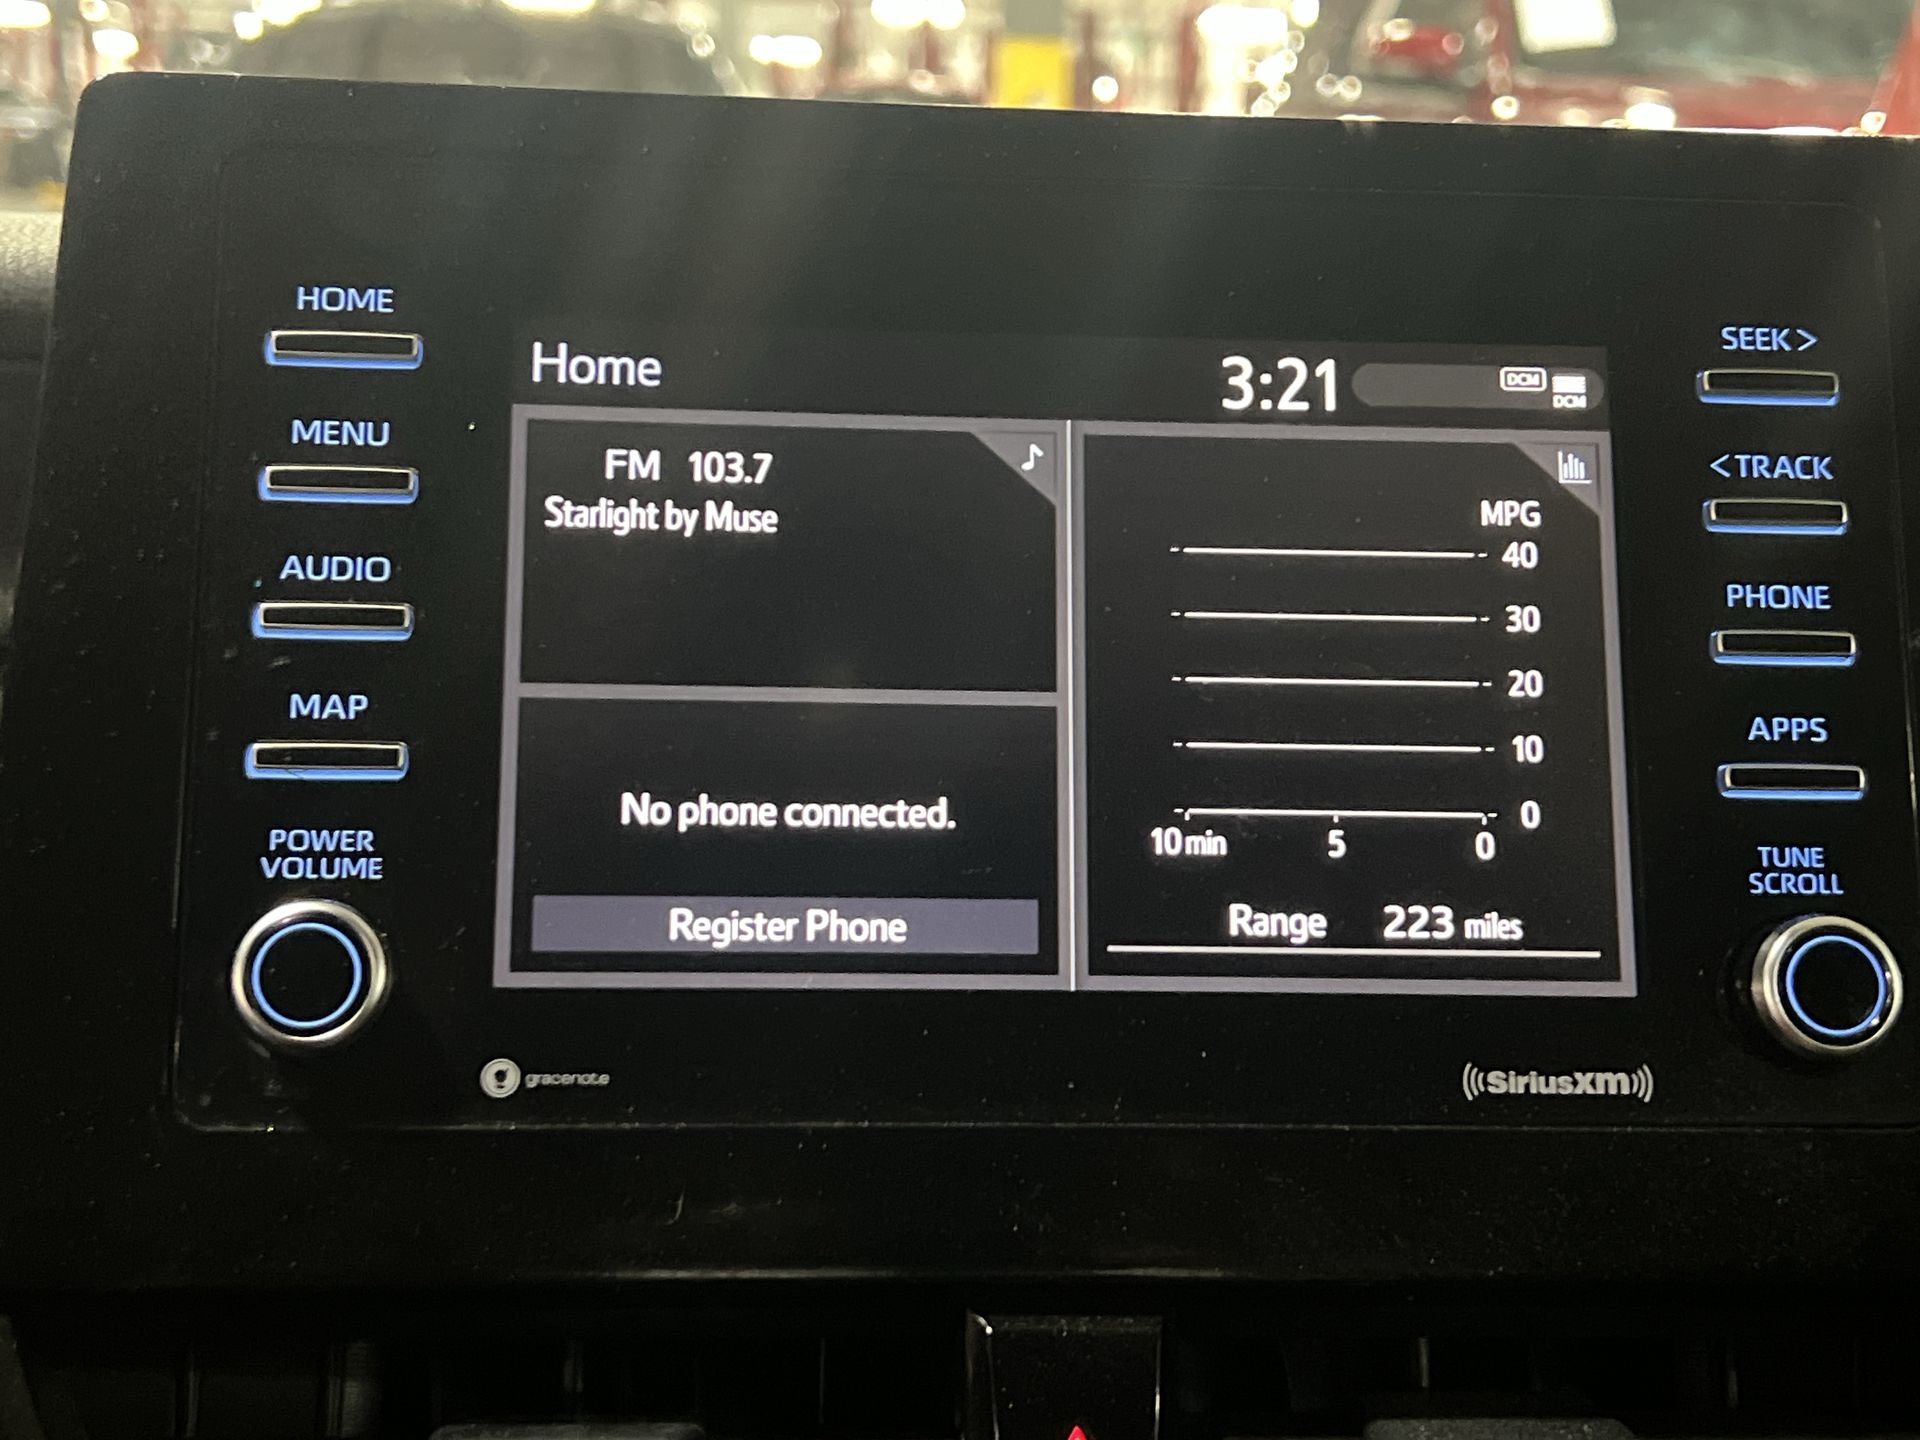 HOME
MENU
AUDIO
MAP
POWER
VOLUME
Home
3:21
DCM
DCM
FM 103.7
Starlight by Muse
No phone connected.
Register Phone
MPG
40
30
20
10
0
10 min 5 0
Range 223 miles
SEEK >
< TRACK
PHONE
APPS
TUNE
SCROLL
gracenote
SiriusXM